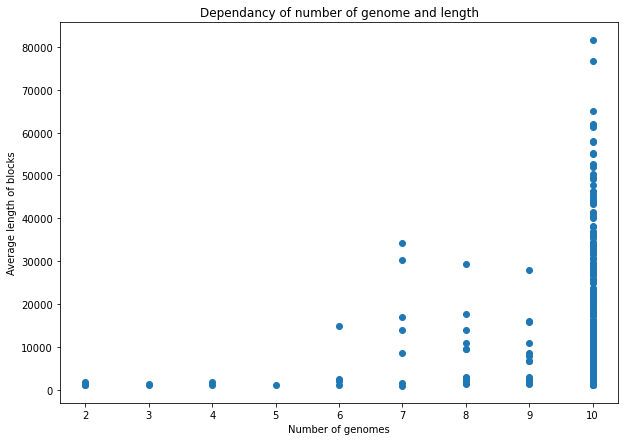 Dependancy of number of genome and length
Average length of blocks
80000
70000
60000
50000
40000
30000
20000
10000
0
2 3 4 5 6 7 8 9 10
Number of genomes